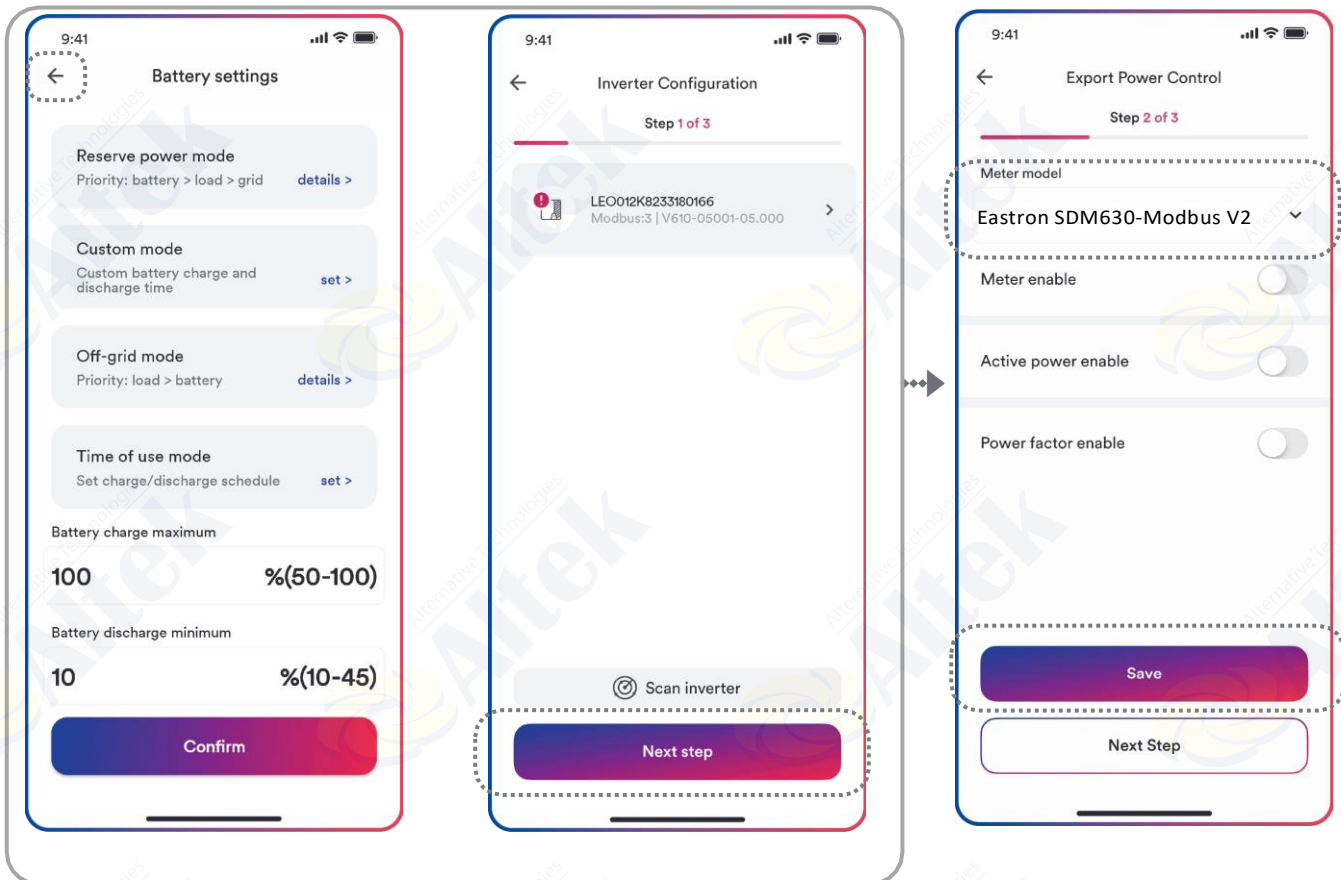 9:41
Battery settings
Reserve power mode
Priority: battery > load > grid details >
Custom mode
Custom battery charge and
discharge time
set >
Off-grid mode
Priority: load > battery details >
Time of use mode
Set charge/discharge schedule set >
Battery charge maximum
100 %(50-100)
Battery discharge minimum
10 %(10-45)
Confirm
9:41
Inverter Configuration
Step 1 of 3
LEO012K8233180166
Modbus:3 | V610-05001-05.000
Scan inverter
Next step
9:41
Export Power Control
Step 2 of 3
Meter model
Eastron SDM630-Modbus V2
Meter enable
Active power enable
Power factor enable
Save
Next Step
Altek
Alternative Technologies